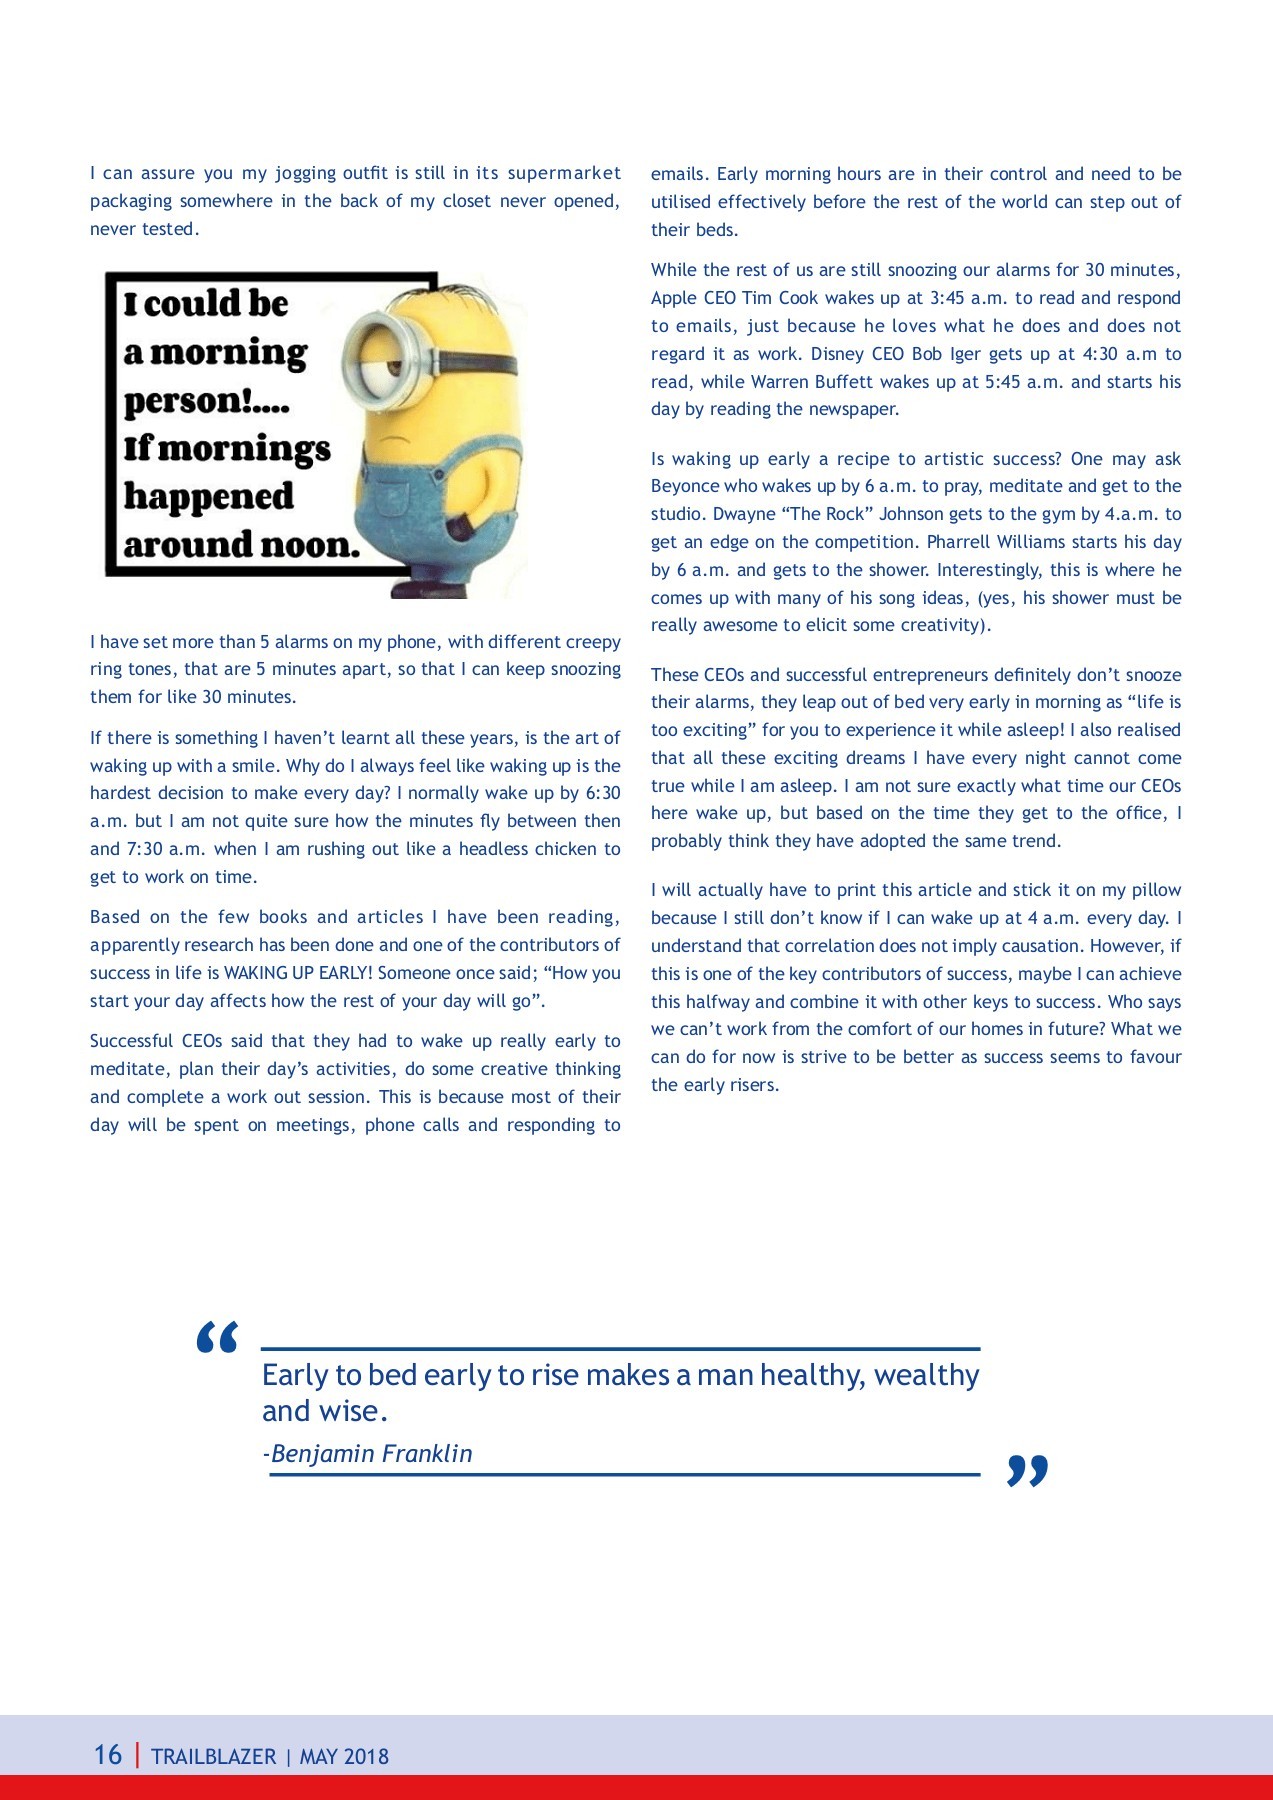 I can assure you my jogging outfit is still in its supermarket
packaging somewhere in the back of my closet never opened,
never tested.
I could be
a morning
person!....
If mornings
happened
around noon.
I have set more than 5 alarms on my phone, with different creepy
ring tones, that are 5 minutes apart, so that I can keep snoozing
them for like 30 minutes.
If there is something I haven’t learnt all these years, is the art of
waking up with a smile. Why do I always feel like waking up is the
hardest decision to make every day? I normally wake up by 6:30
a.m. but I am not quite sure how the minutes fly between then
and 7:30 a.m. when I am rushing out like a headless chicken to
get to work on time.
Based on the few books and articles I have been reading,
apparently research has been done and one of the contributors of
success in life is WAKING UP EARLY! Someone once said; “How you
start your day affects how the rest of your day will go”.
Successful CEOs said that they had to wake up really early to
meditate, plan their day’s activities, do some creative thinking
and complete a work out session. This is because most of their
day will be spent on meetings, phone calls and responding to
emails. Early morning hours are in their control and need to be
utilised effectively before the rest of the world can step out of
their beds.
While the rest of us are still snoozing our alarms for 30 minutes,
Apple CEO Tim Cook wakes up at 3:45 a.m. to read and respond
to emails, just because he loves what he does and does not
regard it as work. Disney CEO Bob Iger gets up at 4:30 a.m to
read, while Warren Buffett wakes up at 5:45 a.m. and starts his
day by reading the newspaper.
Is waking up early a recipe to artistic success? One may ask
Beyonce who wakes up by 6 a.m. to pray, meditate and get to the
studio. Dwayne “The Rock” Johnson gets to the gym by 4.a.m. to
get an edge on the competition. Pharrell Williams starts his day
by 6 a.m. and gets to the shower. Interestingly, this is where he
comes up with many of his song ideas, (yes, his shower must be
really awesome to elicit some creativity).
These CEOs and successful entrepreneurs definitely don’t snooze
their alarms, they leap out of bed very early in morning as “life is
too exciting” for you to experience it while asleep! I also realised
that all these exciting dreams I have every night cannot come
true while I am asleep. I am not sure exactly what time our CEOs
here wake up, but based on the time they get to the office, I
probably think they have adopted the same trend.
I will actually have to print this article and stick it on my pillow
because I still don’t know if I can wake up at 4 a.m. every day. I
understand that correlation does not imply causation. However, if
this is one of the key contributors of success, maybe I can achieve
this halfway and combine it with other keys to success. Who says
we can’t work from the comfort of our homes in future? What we
can do for now is strive to be better as success seems to favour
the early risers.
“
Early to bed early to rise makes a man healthy, wealthy
and wise.
-Benjamin Franklin
”
16 | TRAILBLAZER | MAY 2018